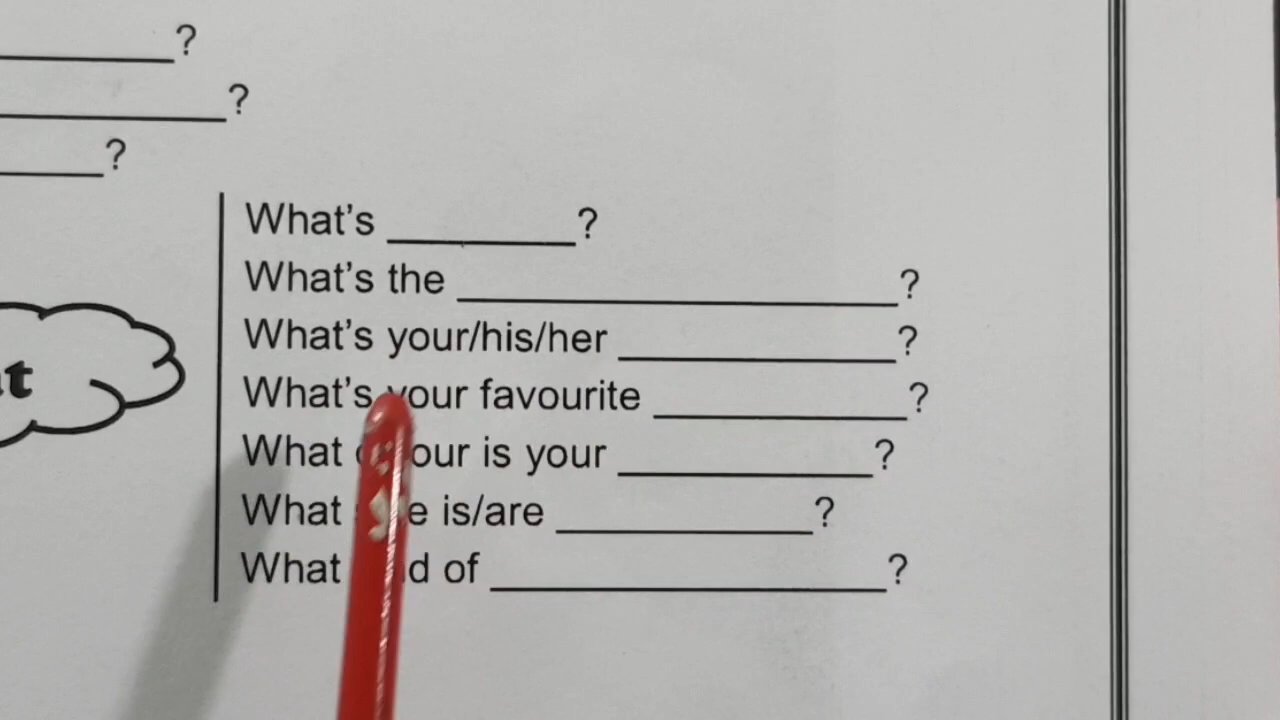 ?
?
?
What's ________?
What's the ________?
What's your/his/her ________?
t
What's your favourite ________?
What is your ________?
What is/are ________?
What of ________?